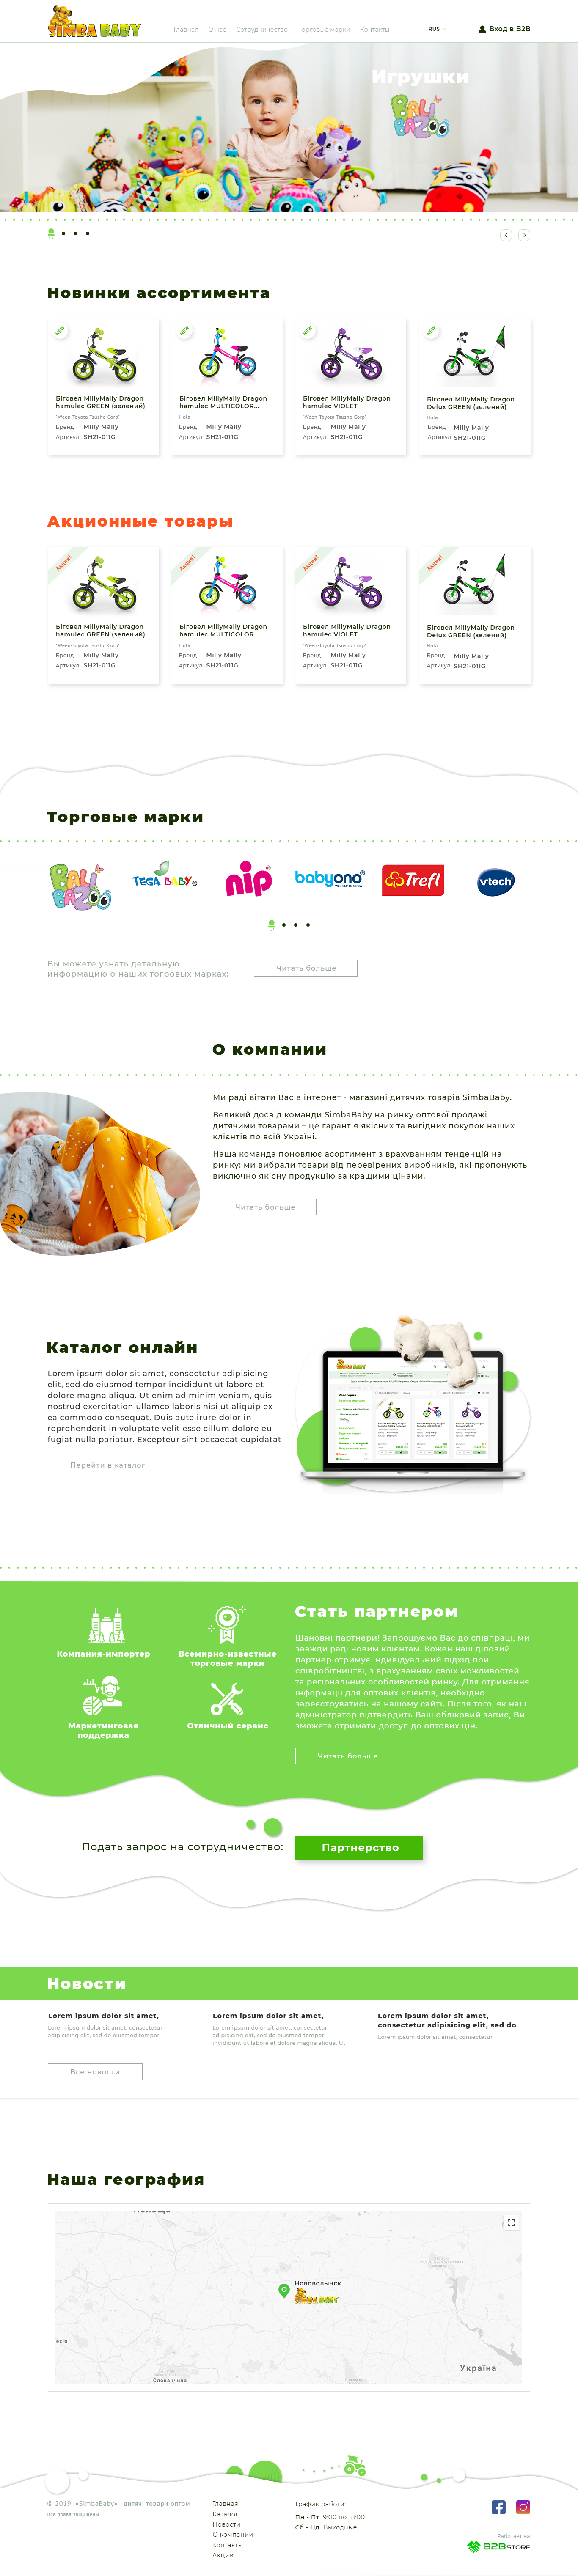 SIMBA BABY
Главная О нас Сотрудничество Торговые марки Контакты
RUS
Вход в B2B
Игрушки
BALI BAZOO
Новинки ассортимента
NEW NEW NEW NEW
Біговел MillyMally Dragon
hamulec GREEN (зелений)
"Ween-Toyota Tsusho Corp"
Бренд Milly Mally
Артикул SH21-011G
Біговел MillyMally Dragon
hamulec MULTICOLOR...
Hola
Бренд Milly Mally
Артикул SH21-011G
Біговел MillyMally Dragon
hamulec VIOLET
"Ween-Toyota Tsusho Corp"
Бренд Milly Mally
Артикул SH21-011G
Біговел MillyMally Dragon
Delux GREEN (зелений)
Hola
Бренд Milly Mally
Артикул SH21-011G
Акционные товары
Акция! Акция! Акция! Акция!
Біговел MillyMally Dragon
hamulec GREEN (зелений)
"Ween-Toyota Tsusho Corp"
Бренд Milly Mally
Артикул SH21-011G
Біговел MillyMally Dragon
hamulec MULTICOLOR...
Hola
Бренд Milly Mally
Артикул SH21-011G
Біговел MillyMally Dragon
hamulec VIOLET
"Ween-Toyota Tsusho Corp"
Бренд Milly Mally
Артикул SH21-011G
Біговел MillyMally Dragon
Delux GREEN (зелений)
Hola
Бренд Milly Mally
Артикул SH21-011G
Торговые марки
BALI BAZOO
TEGA BABY®
nip®
babyono®
WE HELP TO GROW
Trefl
vtech
Вы можете узнать детальную
информацию о наших тогровых марках:
Читать больше
О компании
Ми раді вітати Вас в інтернет - магазині дитячих товарів SimbaBaby.
Великий досвід команди SimbaBaby на ринку оптової продажі
дитячими товарами – це гарантія якісних та вигідних покупок наших
клієнтів по всій Україні.
Наша команда поновлює асортимент з врахуванням тенденцій на
ринку: ми вибрали товари від перевірених виробників, які пропонують
виключно якісну продукцію за кращими цінами.
Читать больше
Каталог онлайн
Lorem ipsum dolor sit amet, consectetur adipisicing
elit, sed do eiusmod tempor incididunt ut labore et
dolore magna aliqua. Ut enim ad minim veniam, quis
nostrud exercitation ullamco laboris nisi ut aliquip ex
ea commodo consequat. Duis aute irure dolor in
reprehenderit in voluptate velit esse cillum dolore eu
fugiat nulla pariatur. Excepteur sint occaecat cupidatat
Перейти в каталог
SIMBA BABY
Стать партнером
Компания-импортер
Всемирно-известные
торговые марки
Маркетинговая
поддержка
Отличный сервис
Шановні партнери! Запрошуємо Вас до співпраці, ми
завжди раді новим клієнтам. Кожен наш діловий
партнер отримує індивідуальний підхід при
співробітництві, з врахуванням своїх можливостей
та регіональних особливостей ринку. Для отримання
інформації для оптових клієнтів, необхідно
зареєструватись на нашому сайті. Після того, як наш
адміністратор підтвердить Ваш обліковий запис, Ви
зможете отримати доступ до оптових цін.
Читать больше
Подать запрос на сотрудничество:
Партнерство
Новости
Lorem ipsum dolor sit amet,
Lorem ipsum dolor sit amet, consectetur
adipisicing elit, sed do eiusmod tempor
Lorem ipsum dolor sit amet,
Lorem ipsum dolor sit amet, consectetur
adipisicing elit, sed do eiusmod tempor
incididunt ut labore et dolore magna aliqua. Ut
Lorem ipsum dolor sit amet,
consectetur adipisicing elit, sed do
Lorem ipsum dolor sit amet, consectetur
Все новости
Наша география
Нововолынск
SIMBA BABY
Україна
Словаччина
© 2019 «SimbaBaby» - дитячі товари оптом
Все права защищены
Главная
Каталог
Новости
О компании
Контакты
Акции
График работи:
Пн - Пт 9:00 по 18:00
Сб - Нд Выходные
Работает на
B2BSTORE